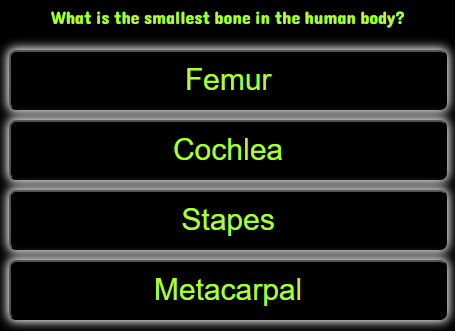 What is the smallest bone in the human body?
Femur
Cochlea
Stapes
Metacarpal